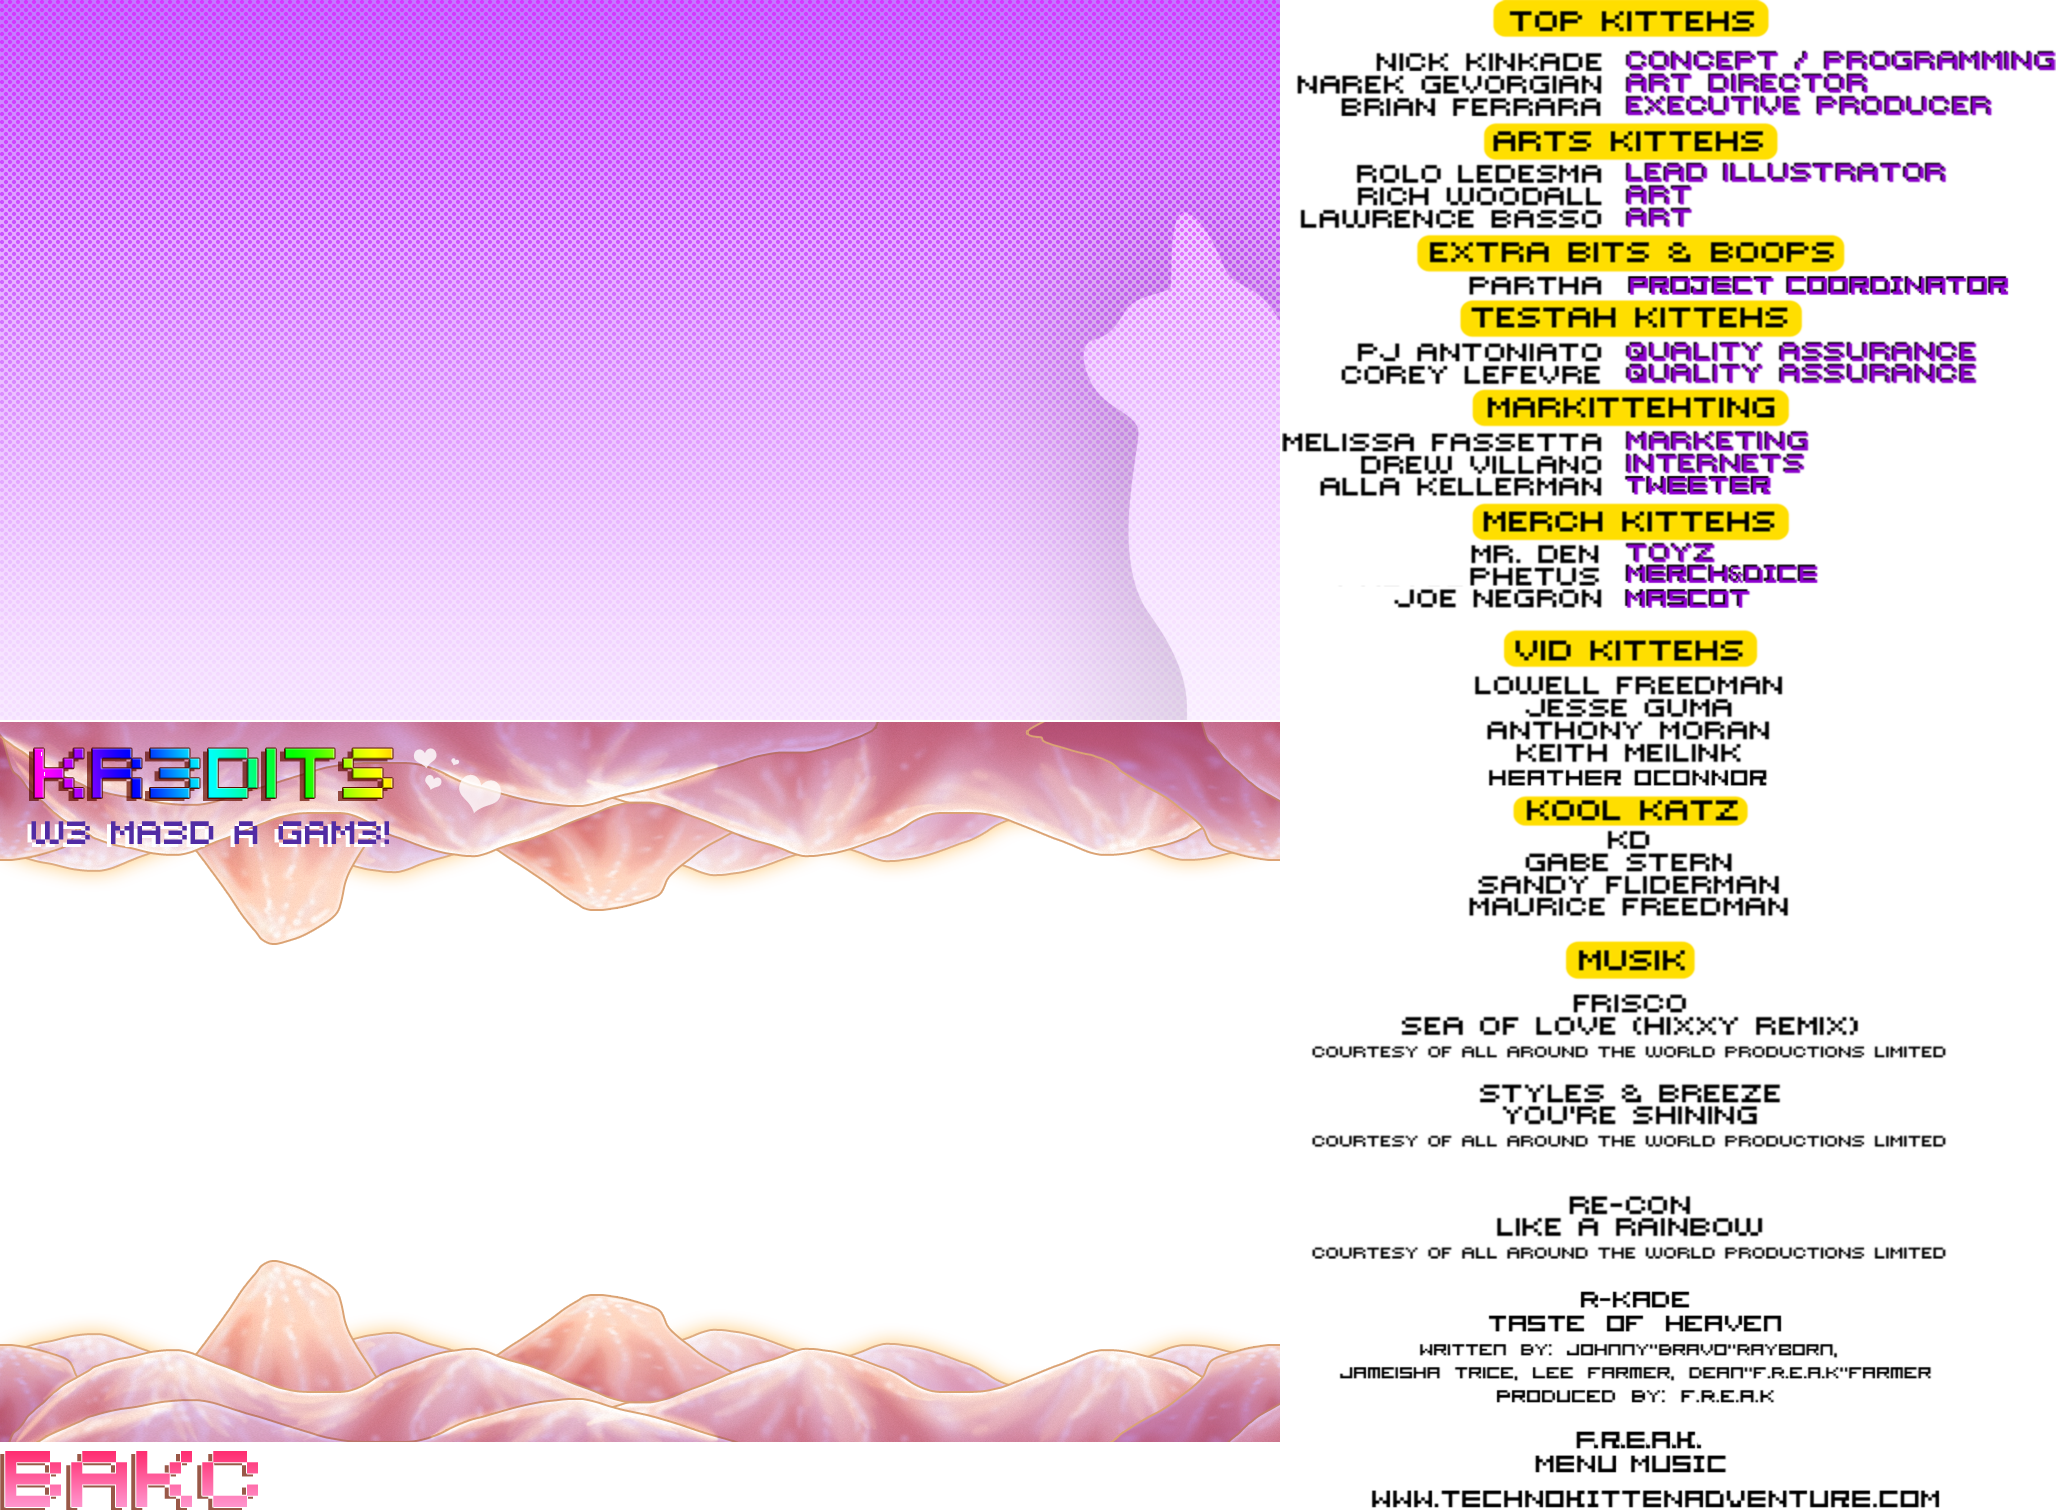 KR3DITS
W3 MA3D A GAM3!
BAKC
TOP KITTEHS
NICK KINKADE CONCEPT / PROGRAMMING
NAREK GEVORGIAN ART DIRECTOR
BRIAN FERRARA EXECUTIVE PRODUCER
ARTS KITTEHS
ROLO LEDESMA LEAD ILLUSTRATOR
RICH WOODALL ART
LAWRENCE BASSO ART
EXTRA BITS & BOOPS
PARTHA PROJECT COORDINATOR
TESTAH KITTEHS
PJ ANTONIATO QUALITY ASSURANCE
COREY LEFEVRE QUALITY ASSURANCE
MARKITTEHTING
MELISSA FASSETTA MARKETING
DREW VILLANO INTERNETS
ALLA KELLERMAN TWEETER
MERCH KITTEHS
MR. DEN TOYZ
PHETUS MERCH&DICE
JOE NEGRON MASCOT
VID KITTEHS
LOWELL FREEDMAN
JESSE GUMA
ANTHONY MORAN
KEITH MEILINK
HEATHER OCONNOR
KOOL KATZ
KD
GABE STERN
SANDY FLIDERMAN
MAURICE FREEDMAN
MUSIK
FRISCO
SEA OF LOVE (HIXXY REMIX)
COURTESY OF ALL AROUND THE WORLD PRODUCTIONS LIMITED
STYLES & BREEZE
YOU'RE SHINING
COURTESY OF ALL AROUND THE WORLD PRODUCTIONS LIMITED
RE-CON
LIKE A RAINBOW
COURTESY OF ALL AROUND THE WORLD PRODUCTIONS LIMITED
R-KADE
TASTE OF HEAVEN
WRITTEN BY: JOHNNY"BRAVO"RAYBORN,
JAMEISHA TRICE, LEE FARMER, DEAN"F.R.E.A.K"FARMER
PRODUCED BY: F.R.E.A.K
F.R.E.A.K.
MENU MUSIC
WWW.TECHNOKITTENADVENTURE.COM